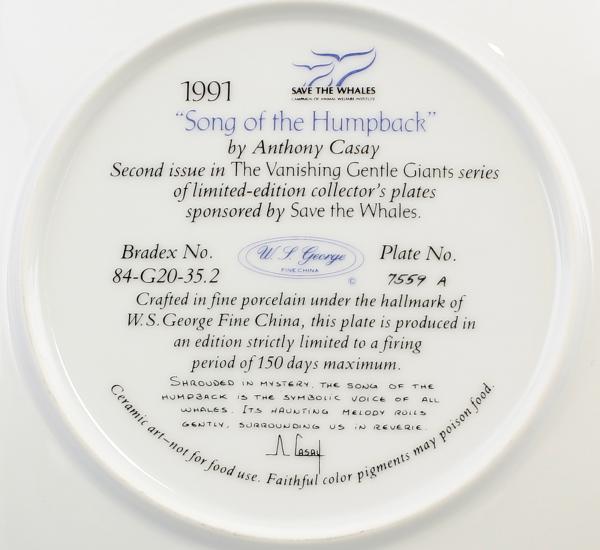 SAVE THE WHALES
CAMPAIGN OF ANIMAL WELFARE INSTITUTE
1991
“Song of the Humpback”
by Anthony Casay
Second issue in The Vanishing Gentle Giants series
of limited-edition collector's plates
sponsored by Save the Whales.
Bradex No.
84-G20-35.2
W. S. George
FINE CHINA
©
Plate No.
7559 A
Crafted in fine porcelain under the hallmark of
W.S. George Fine China, this plate is produced in
an edition strictly limited to a firing
period of 150 days maximum.
SHROUDED IN MYSTERY, THE SONG OF THE
HUMPBACK IS THE SYMBOLIC VOICE OF ALL
WHALES. ITS HAUNTING MELODY ROLLS
GENTLY, SURROUNDING US IN REVERIE.
A Casay
Ceramic art—not for food use. Faithful color pigments may poison food.